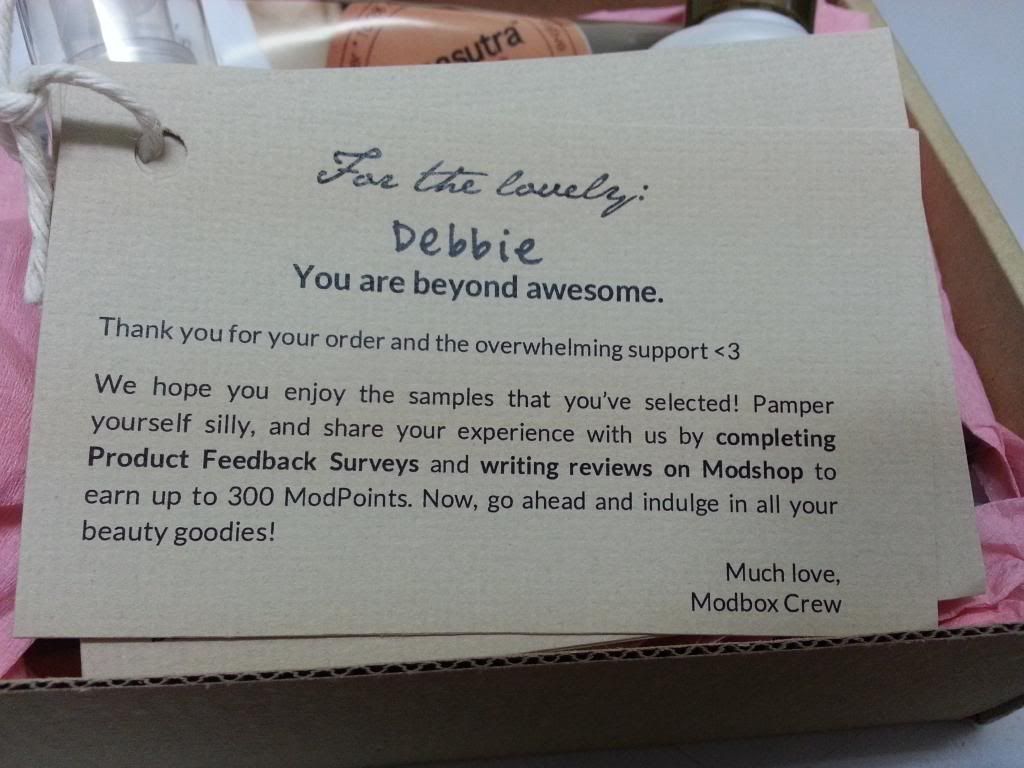 asutra
For the lovely:
Debbie
You are beyond awesome.
Thank you for your order and the overwhelming support <3
We hope you enjoy the samples that you've selected! Pamper
yourself silly, and share your experience with us by completing
Product Feedback Surveys and writing reviews on Modshop to
earn up to 300 ModPoints. Now, go ahead and indulge in all your
beauty goodies!
Much love,
Modbox Crew